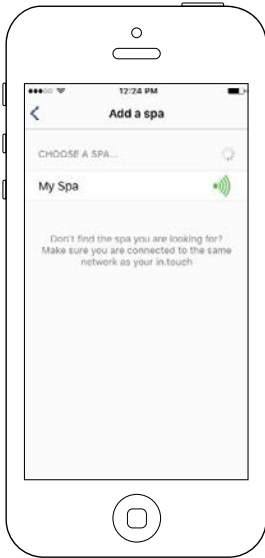 12:24 PM
Add a spa
CHOOSE A SPA...
My Spa
Don't find the spa you are looking for?
Make sure you are connected to the same
network as your in.touch